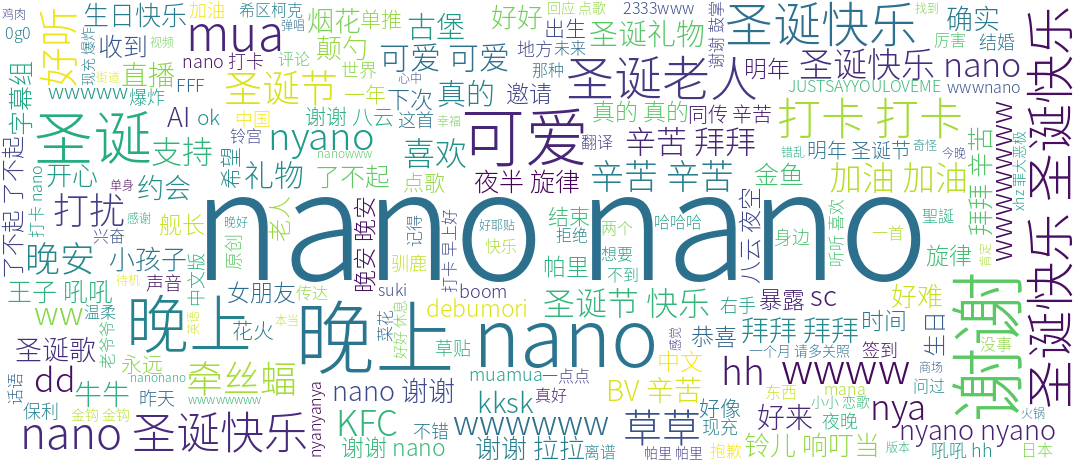 鸡肉
0g0
生日快乐
加油
希区柯克
现充 爆炸
弹唱
烟花
单推
回应 点歌
2333www
谢谢 鼓掌
圣诞快乐
找到
确实
厉害
结婚
好听
收到
mua
颠勺
古堡
好好
出生
圣诞礼物
地方
未来
字幕组
视频
直播
nano 打卡
评论
可爱 可爱
那种
圣诞老人
明年
圣诞快乐 nano
圣诞快乐 圣诞快乐
wwwww
街道
爆炸
FFF
圣诞节
世界
一年
下次
真的
邀请
JUSTSAYYOULOVEME
wwwnano
wwwwwwwwww
圣诞
AI
ok
中国
谢谢 八云
这首
可爱
真的 真的
同传 辛苦
打卡 打卡
拜拜 辛苦
xhz罪大恶极
了不起 了不起
打卡 nano
开心
支持
铃宫
nyano
nanowww
幸福
喜欢
翻译
辛苦 拜拜
错乱
奇怪
明年 圣诞节
今晚
单身
约会
希望
礼物
了不起
心中
点歌
夜半 旋律
辛苦 辛苦
金鱼
加油 加油
打扰
感谢
舰长
兴奋
原创
老人
晚好
晚安 晚安
记得
打卡 早上好
好耶
贴贴
快乐
结束
拒绝
哈哈哈
两个
八云 夜空
身边
听听 喜欢
聖誕
一首
肯定
nano nano
晚安
小孩子
待机
声音
中文版
驯鹿
帕里
想要
不到
旋律
王子 吼吼
女朋友
传达
suki
boom
debumori
圣诞节 快乐
右手
暴露
sc
好难
谢谢
没事
ww
温柔
老爷爷
晚上
花火
英语
本当
晚上 nano
菜花
好好 休息
草贴
感觉
恭喜
拜拜 拜拜
时间
生日
圣诞歌
永远
牵丝蝠
nano 谢谢
muamua
一点点
中文
一个月
请多关照
签到
商场
话语
dd
牛牛
nanonano
wwwwwwww
nyanyanya
真好
BV 辛苦
hh
wwww
东西
mana
问过
保利
昨天
金钩 金钩
KFC
不错
kksk
wwwwww
草草
好像
现充
好来
小小 恋歌
nya
火锅
nano 圣诞快乐
谢谢 nano
谢谢 拉拉
离谱
帕里 帕里
抱歉
铃儿 响叮当
夜晚
版本
nyano nyano
吼吼 hh
日本